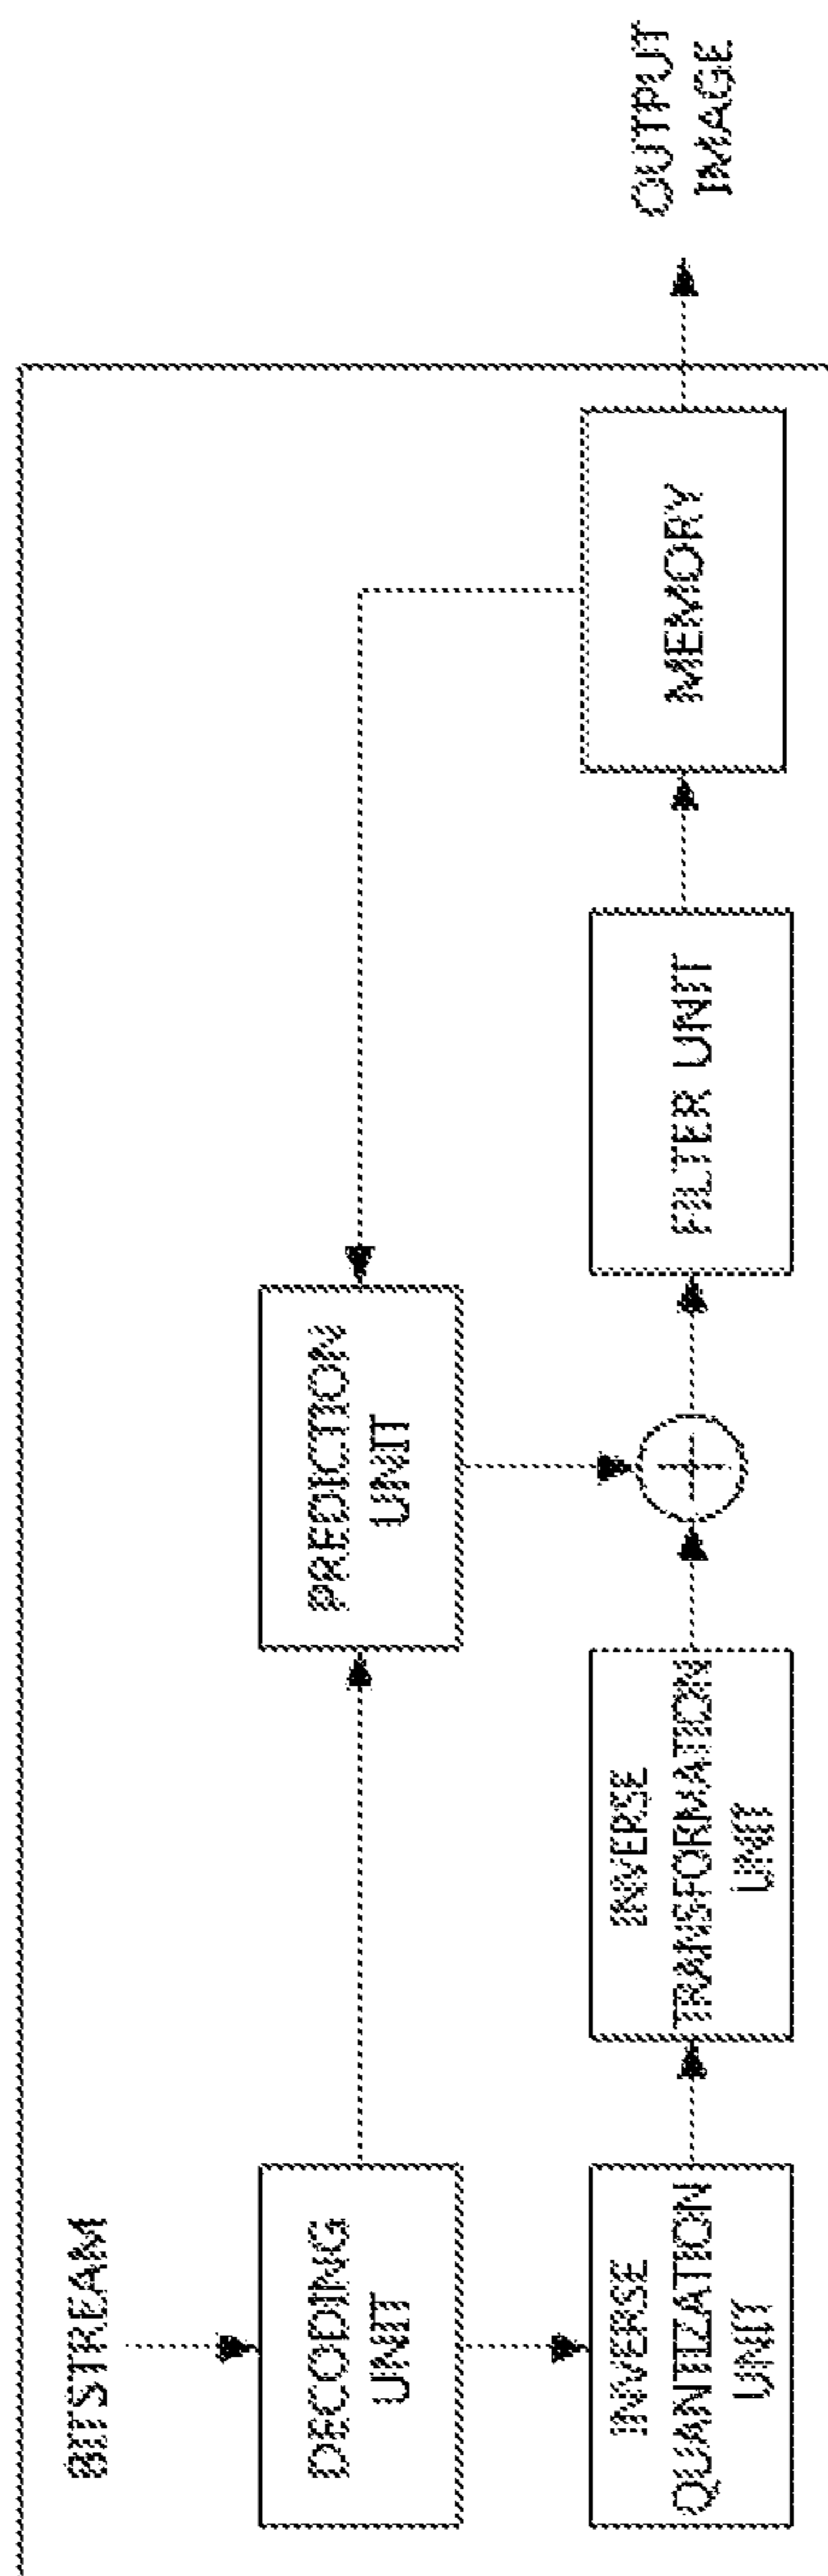 BITSTREAM
DECODING
UNIT
PREDICTION
UNIT
INVERSE
QUANTIZATION
UNIT
INVERSE
TRANSFORMATION
UNIT
FILTER UNIT
MEMORY
OUTPUT
IMAGE